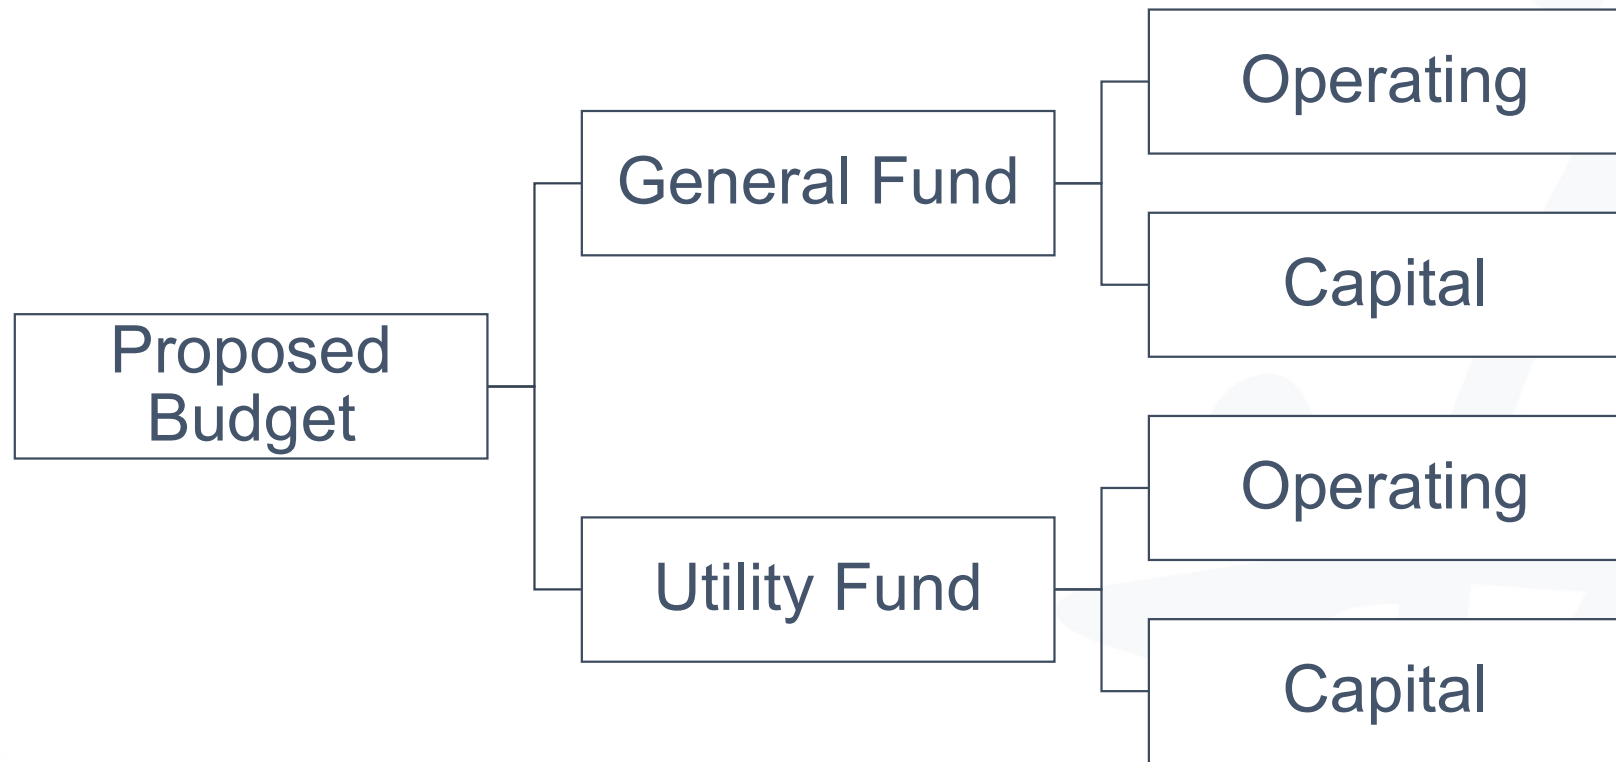 Proposed
Budget
General Fund
Operating
Capital
Utility Fund
Operating
Capital